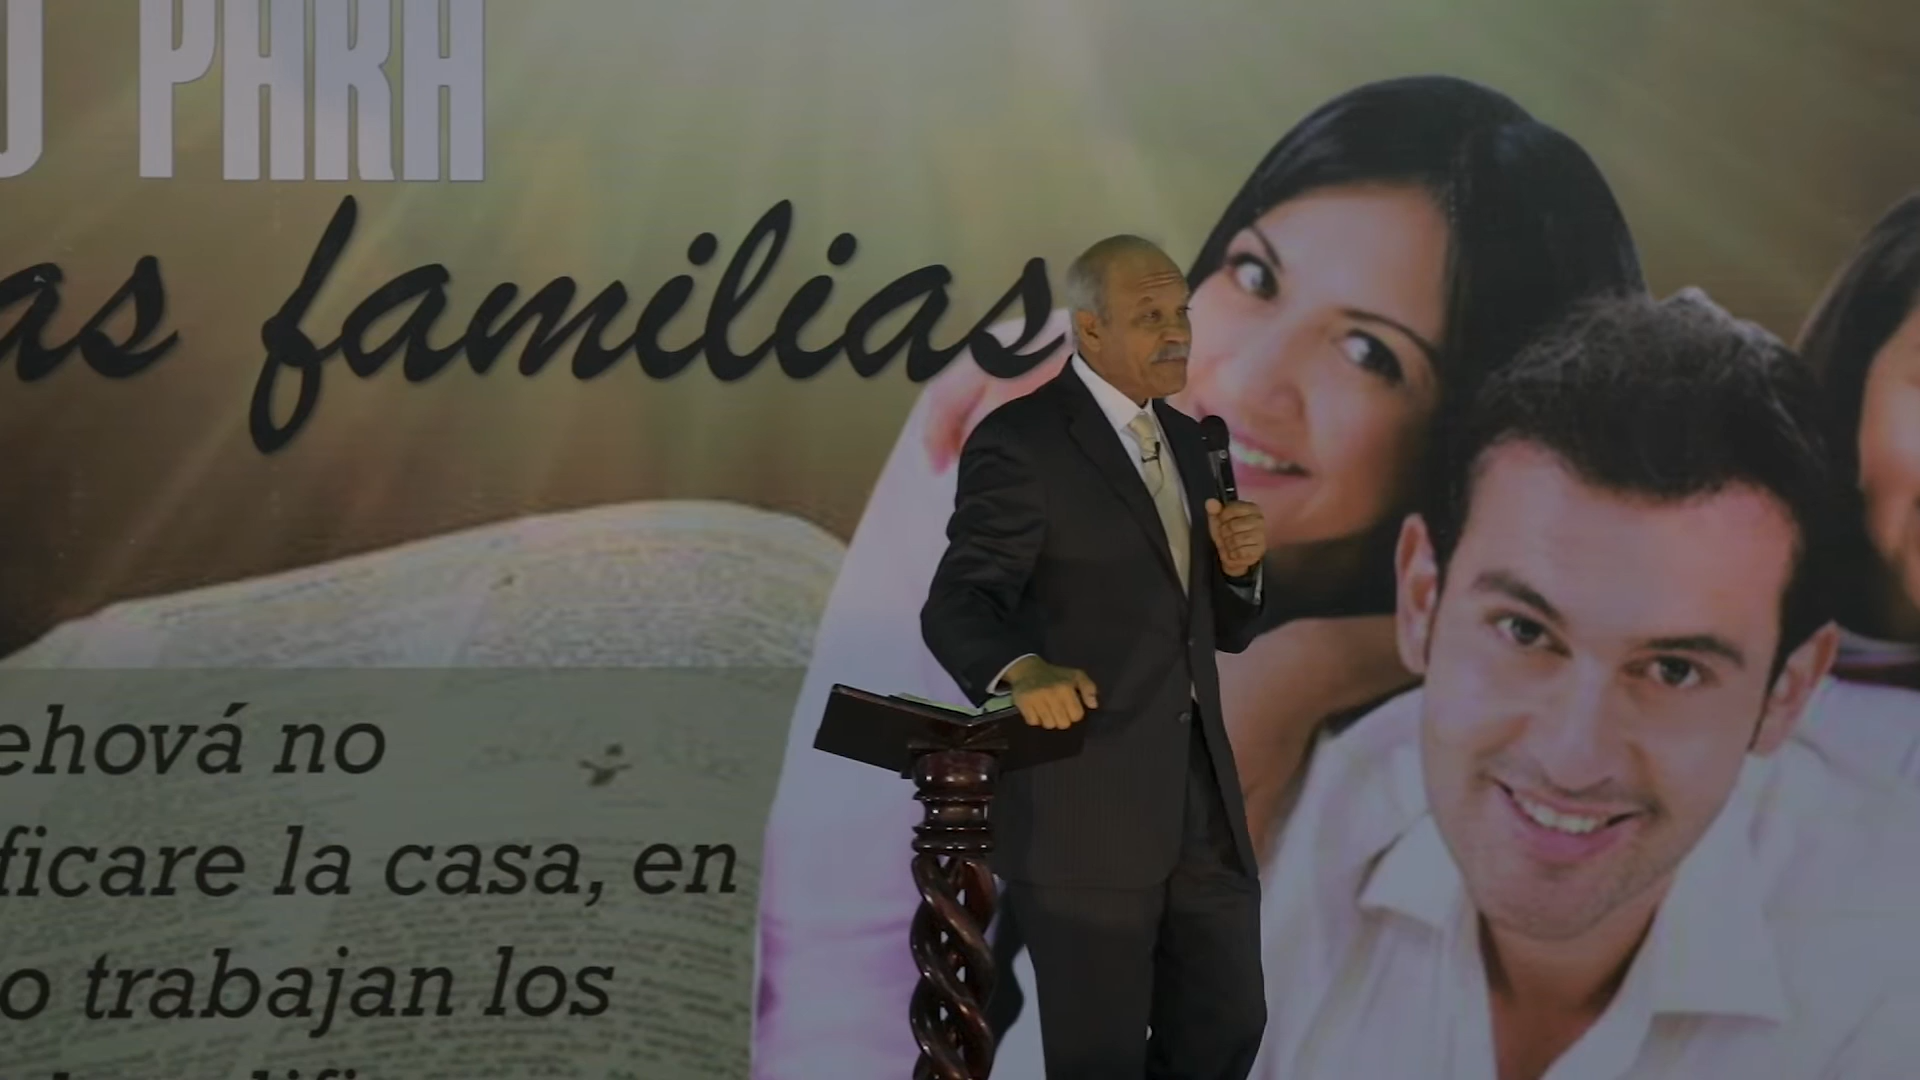 PARA
as familias
ehová no
ficare la casa, en
o trabajan los